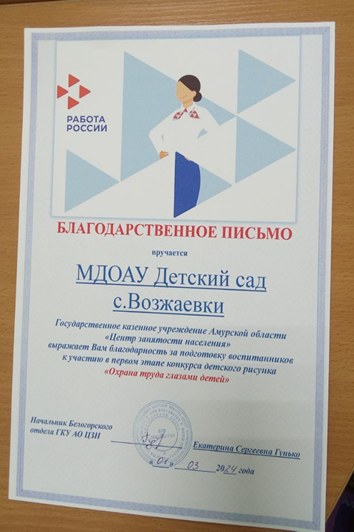 РАБОТА
РОССИИ
БЛАГОДАРСТВЕННОЕ ПИСЬМО
вручается
МДОАУ Детский сад
с.Возжаевки
Государственное казенное учреждение Амурской области
«Центр занятости населения»
выражает Вам благодарность за подготовку воспитанников
к участию в первом этапе конкурса детского рисунка
«Охрана труда глазами детей»
Начальник Белогорского
отдела ГКУ АО ЦЗН
Екатерина Сергеевна Гунько
«01» 03 2024 года